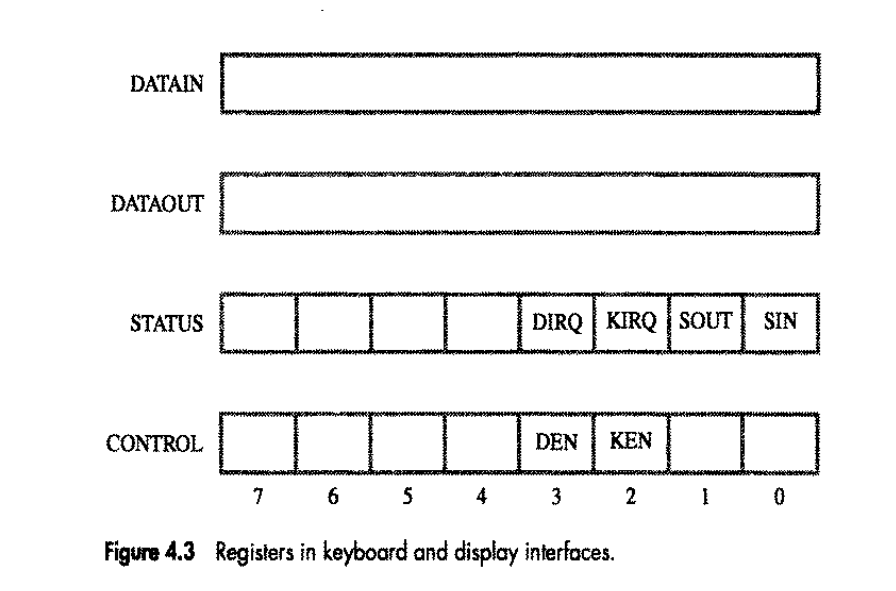 DATAIN
DATAOUT
STATUS DIRQ KIRQ SOUT SIN
CONTROL DEN KEN
7 6 5 4 3 2 1 0
Figure 4.3 Registers in keyboard and display interfaces.